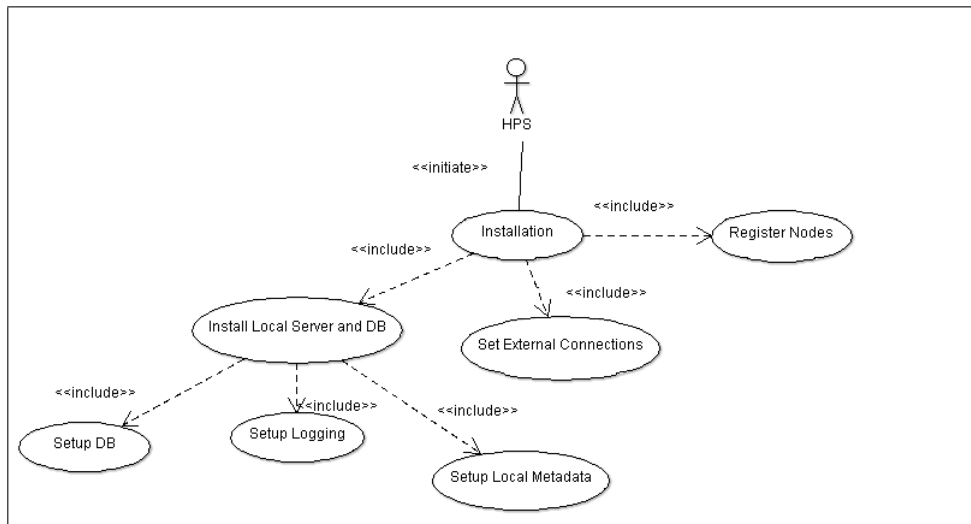 HPS
<<initiate>>
<<include>>
Installation
Register Nodes
<<include>>
<<include>>
Install Local Server and DB
Set External Connections
<<include>>
<<include>>
<<include>>
Setup DB
Setup Logging
Setup Local Metadata